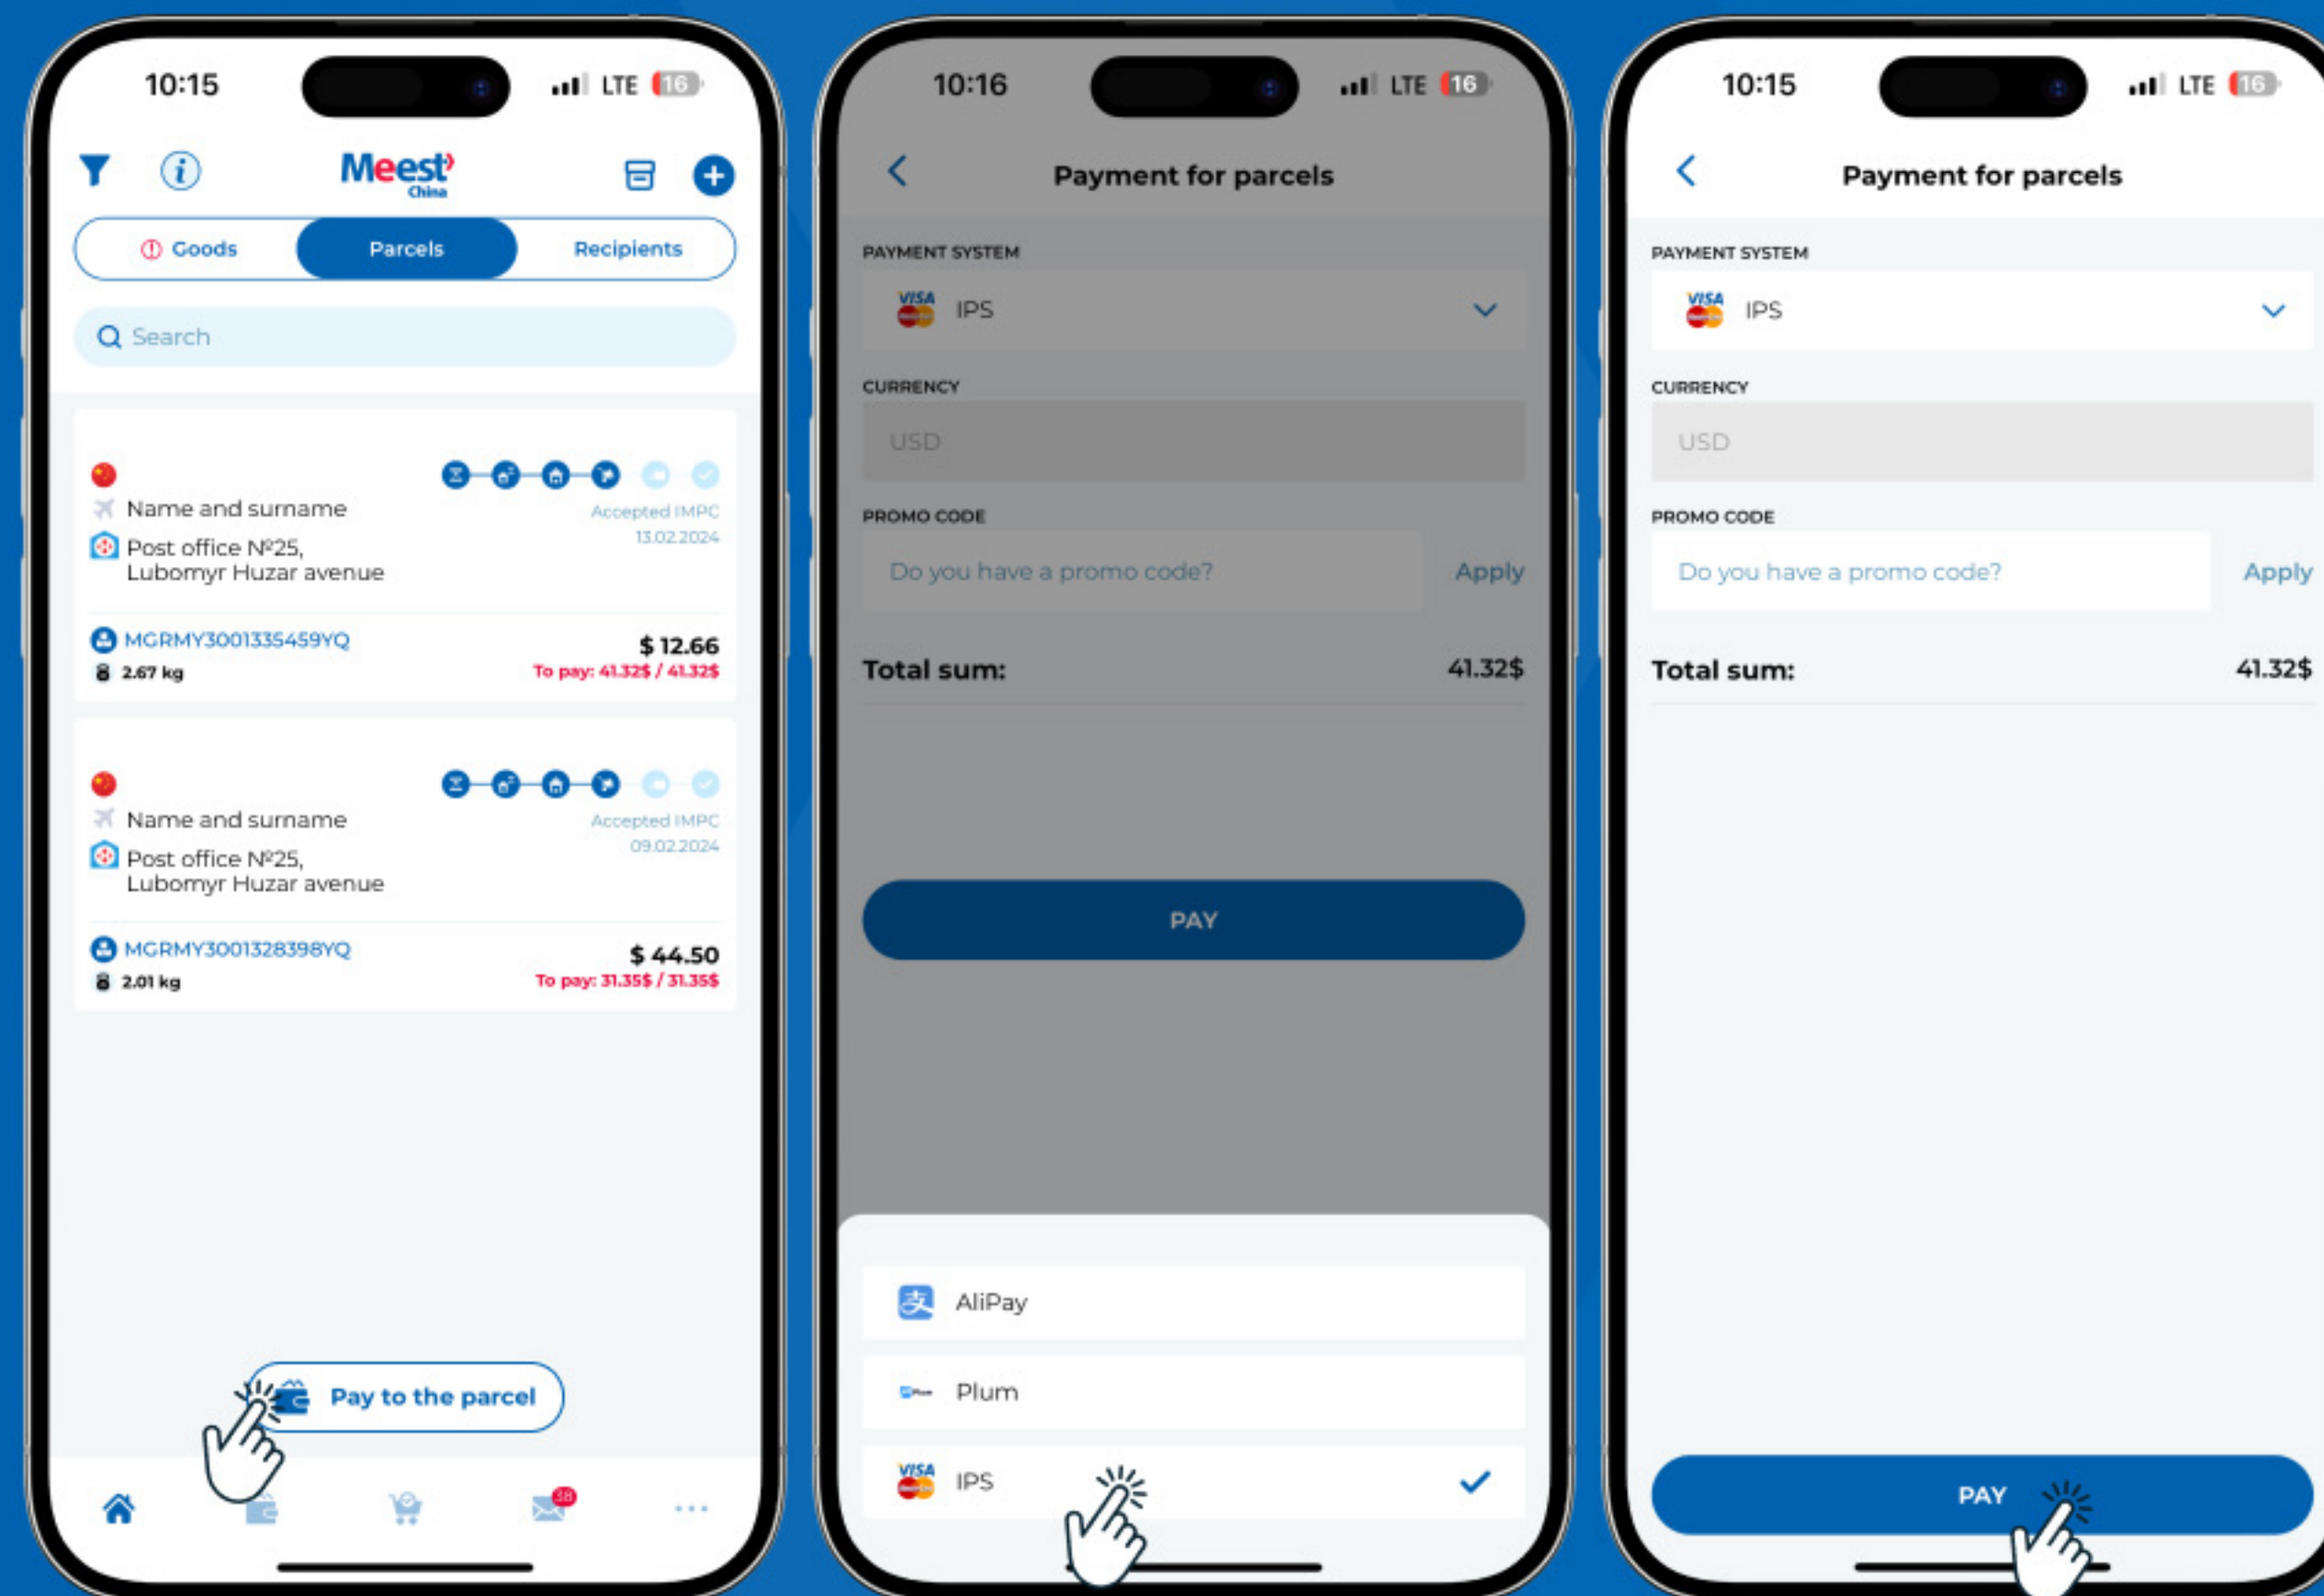 10:15
LTE 16
Meest
China
Goods
Parcels
Recipients
Search
Name and surname
Accepted IMPC
13.02.2024
Post office №25,
Lubomyr Huzar avenue
MGRMY3001335459YQ
$ 12.66
2.67 kg
To pay: 41.32$ / 41.32$
Name and surname
Accepted IMPC
09.02.2024
Post office №25,
Lubomyr Huzar avenue
MGRMY3001328398YQ
$ 44.50
2.01 kg
To pay: 31.35$ / 31.35$
Pay to the parcel
38
10:16
LTE 16
Payment for parcels
PAYMENT SYSTEM
VISA IPS
CURRENCY
USD
PROMO CODE
Do you have a promo code? Apply
Total sum: 41.32$
PAY
支 AliPay
Plum Plum
VISA IPS
10:15
LTE 16
Payment for parcels
PAYMENT SYSTEM
VISA IPS
CURRENCY
USD
PROMO CODE
Do you have a promo code? Apply
Total sum: 41.32$
PAY